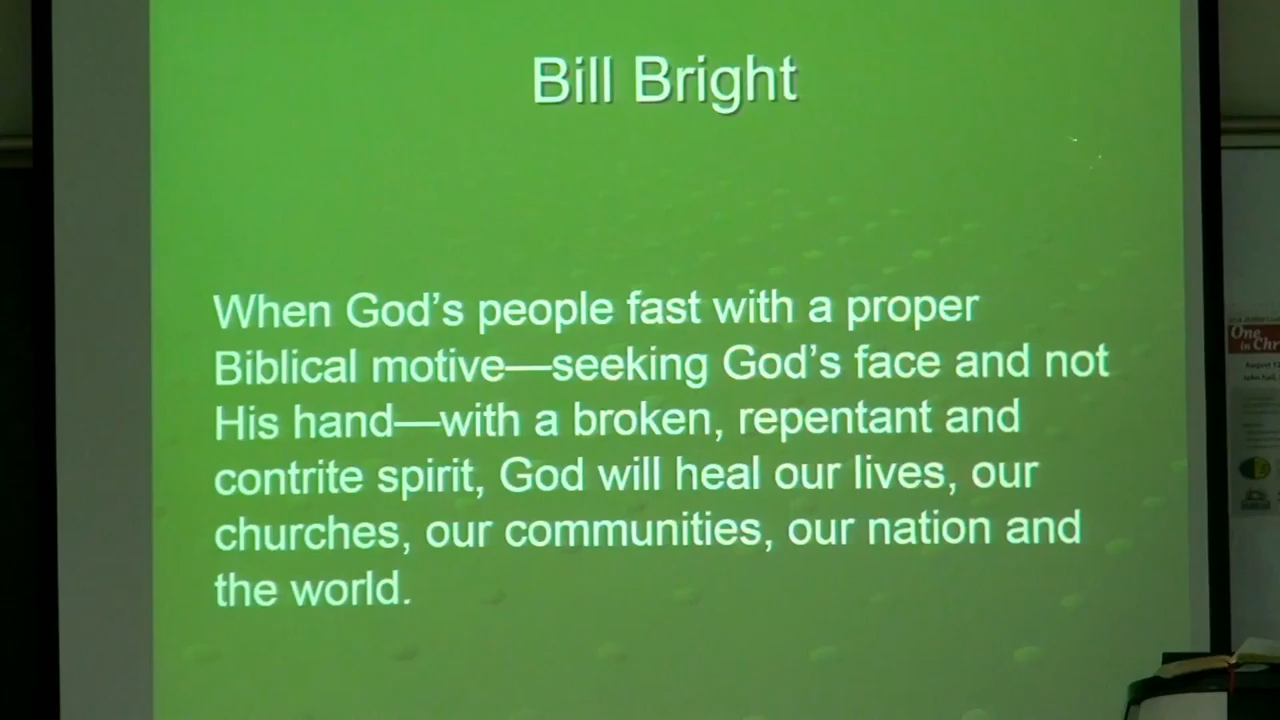 Bill Bright
When God’s people fast with a proper
Biblical motive—seeking God’s face and not
His hand—with a broken, repentant and
contrite spirit, God will heal our lives, our
churches, our communities, our nation and
the world.
One
in Chr